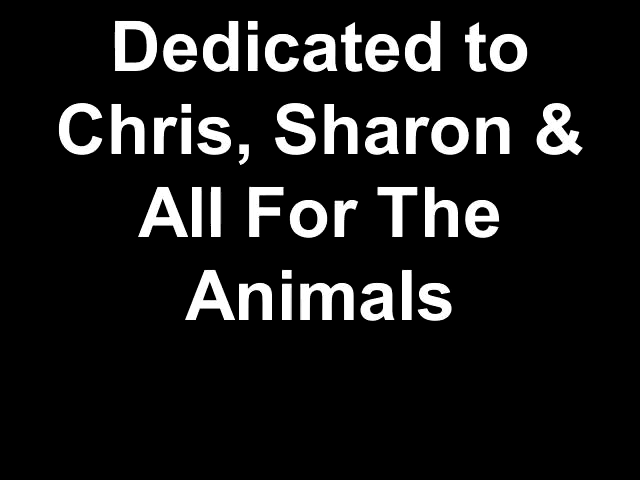 Dedicated to
Chris, Sharon &
All For The
Animals